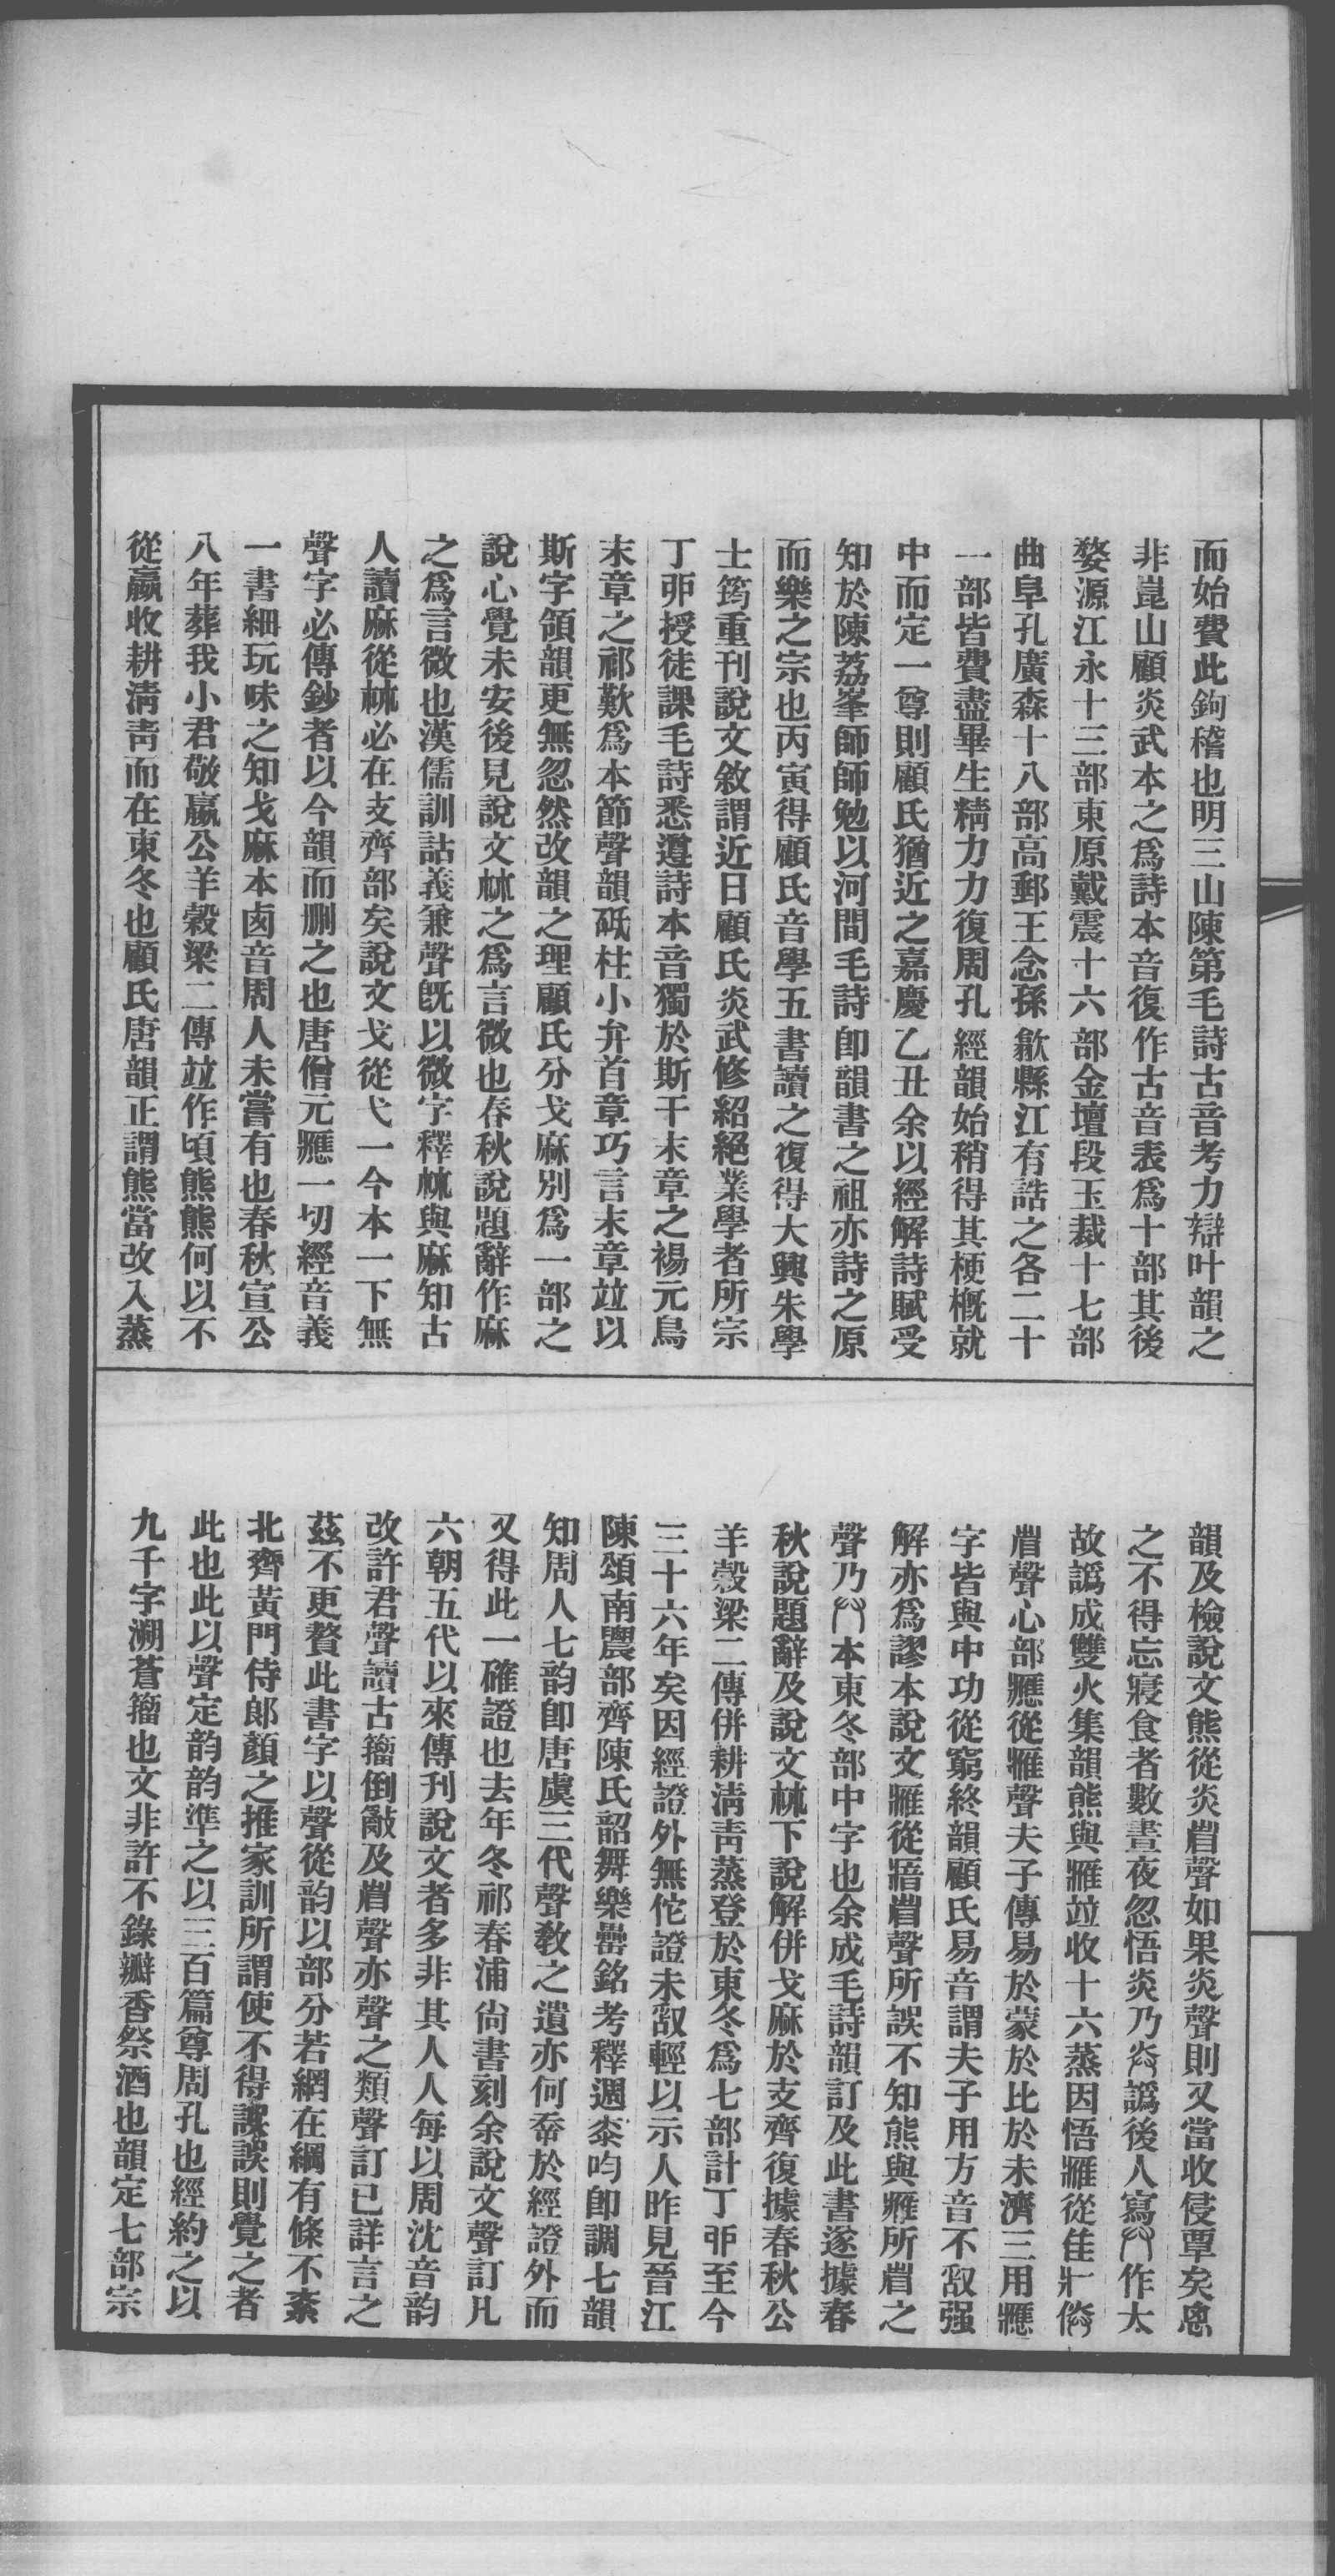 而始費此鉤稽也明三山陳第毛詩古音考力辯叶韻之
非崑山顧炎武本之爲詩本音復作古音表爲十部其後
婺源江永十三部東原戴震十六部金壇段玉裁十七部
曲阜孔廣森十八部高郵王念孫歙縣江有誥之各二十
一部皆費盡畢生精力力復周孔經韻始稍得其梗概就
中而定一尊則顧氏猶近之嘉慶乙丑余以經解詩賦受
知於陳荔峯師師勉以河間毛詩卽韻書之祖亦詩之原
而樂之宗也丙寅得顧氏音學五書讀之復得大興朱學
士筠重刊說文敘謂近日顧氏炎武修紹絕業學者所宗
丁丣授徒課毛詩悉遵詩本音獨於斯干末章之裼元鳥
末章之祁歎爲本節聲韻砥柱小弁首章巧言末章竝以
斯字領韻更無忽然改韻之理顧氏分戈麻別爲一部之
說心覺未安後見說文𣏟之爲言微也春秋說題辭作麻
之爲言微也漢儒訓詁義兼聲旣以微字釋𣏟與麻知古
人讀麻從𣏟必在支齊部矣說文戈從弋一今本一下無
聲字必傳鈔者以今韻而刪之也唐僧元應一切經音義
一書細玩味之知戈麻本卤音周人未嘗有也春秋宣公
八年葬我小君敬嬴公羊穀梁二傳竝作頃熊熊何以不
從嬴收耕清靑而在東冬也顧氏唐韻正謂熊當改入蒸
韻及檢說文熊從炎省聲如果炎聲則又當收侵覃矣思
之不得忘寢食者數晝夜忽悟炎乃譌後人寫作太
故譌成雙火集韻熊與雁竝收十六蒸因悟雁從隹疒
省聲心部應從雁聲夫子傳易於蒙於比於未濟三用應
字皆與中功從窮終韻顧氏易音謂夫子用方音不敢强
解亦爲謬本說文雁從瘖省聲所誤不知熊與雁所省之
聲乃本東冬部中字也余成毛詩韻訂及此書遂據春
秋說題辭及說文𣏟下說解併戈麻於支齊復據春秋公
羊穀梁二傳併耕清靑蒸登於東冬爲七部計丁丣至今
三十六年矣因經證外無佗證未敢輕以示人昨見晉江
陳頌南農部齊陳氏韶舞樂罍銘考釋週桼呁卽調七韻
知周人七韵卽唐虞三代聲敎之遺亦何奢於經證外而
又得此一確證也去年冬祁春浦尙書刻余說文聲訂凡
六朝五代以來傳刊說文者多非其人人每以周沈音韵
改許君聲讀古籀倒敵及省聲亦聲之類聲訂已詳言之
茲不更贅此書字以聲從韵以部分若網在綱有條不紊
北齊黃門侍郞顏之推家訓所謂使不得誤誤則覺之者
此也此以聲定韵韵準之以三百篇尊周孔也經約之以
九千字溯蒼籀也文非許不錄瓣香祭酒也韻定七部宗